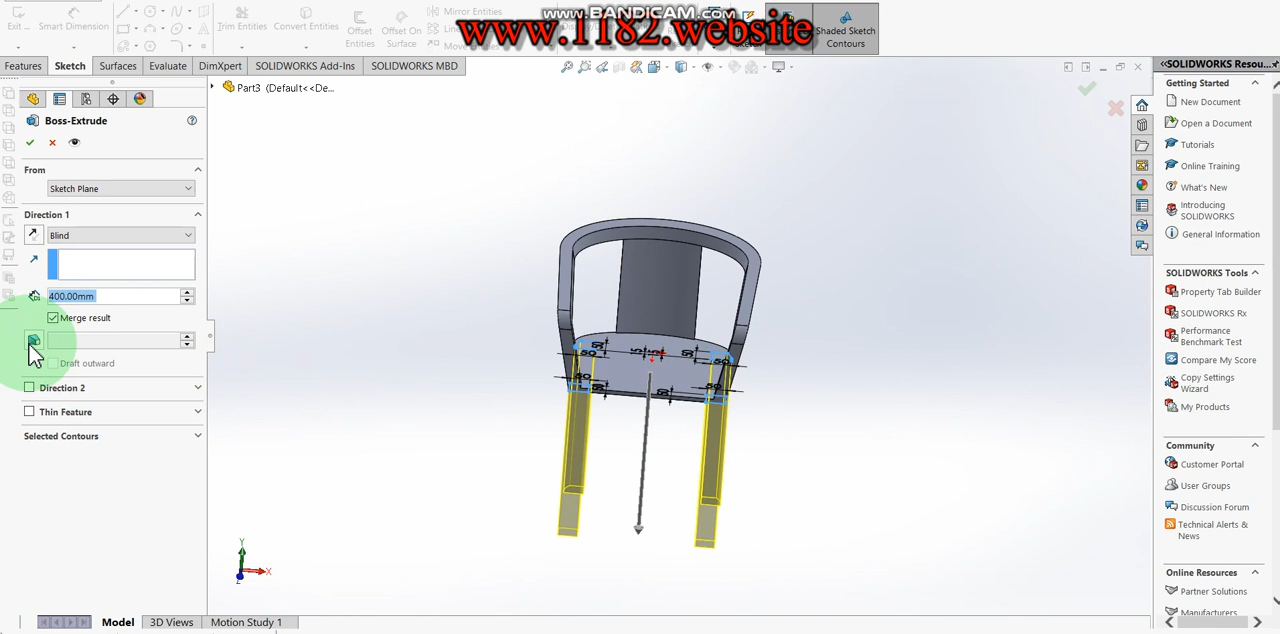 www.BANDICAM.com
www.1182.website
Exit ...
Smart Dimension
Trim Entities
Convert Entities
Offset
Entities
Offset On
Surface
Mirror Entities
Shaded Sketch
Contours
Features
Sketch
Surfaces
Evaluate
DimXpert
SOLIDWORKS Add-Ins
SOLIDWORKS MBD
Part3 (Default<<De...
Boss-Extrude
From
Sketch Plane
Direction 1
Blind
400.00mm
Merge result
Draft outward
Direction 2
Thin Feature
Selected Contours
Y
X
Z
Model
3D Views
Motion Study 1
SOLIDWORKS Resou...
Getting Started
New Document
Open a Document
Tutorials
Online Training
What's New
Introducing
SOLIDWORKS
General Information
SOLIDWORKS Tools
Property Tab Builder
SOLIDWORKS Rx
Performance
Benchmark Test
Compare My Score
Copy Settings
Wizard
My Products
Community
Customer Portal
User Groups
Discussion Forum
Technical Alerts &
News
Online Resources
Partner Solutions
Manufacturers